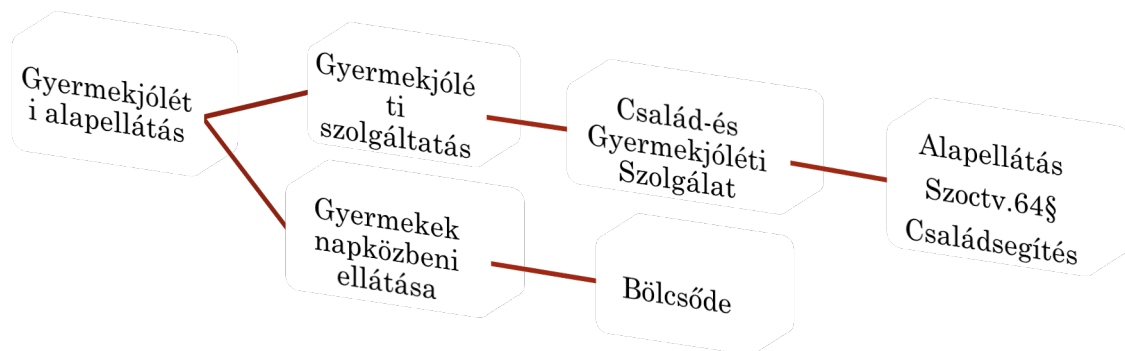 Gyermekjólét
i alapellátás
Gyermekjólé
ti
szolgáltatás
Család-és
Gyermekjóléti
Szolgálat
Alapellátás
Szoctv.64§
Családsegítés
Gyermekek
napközbeni
ellátása
Bölcsőde